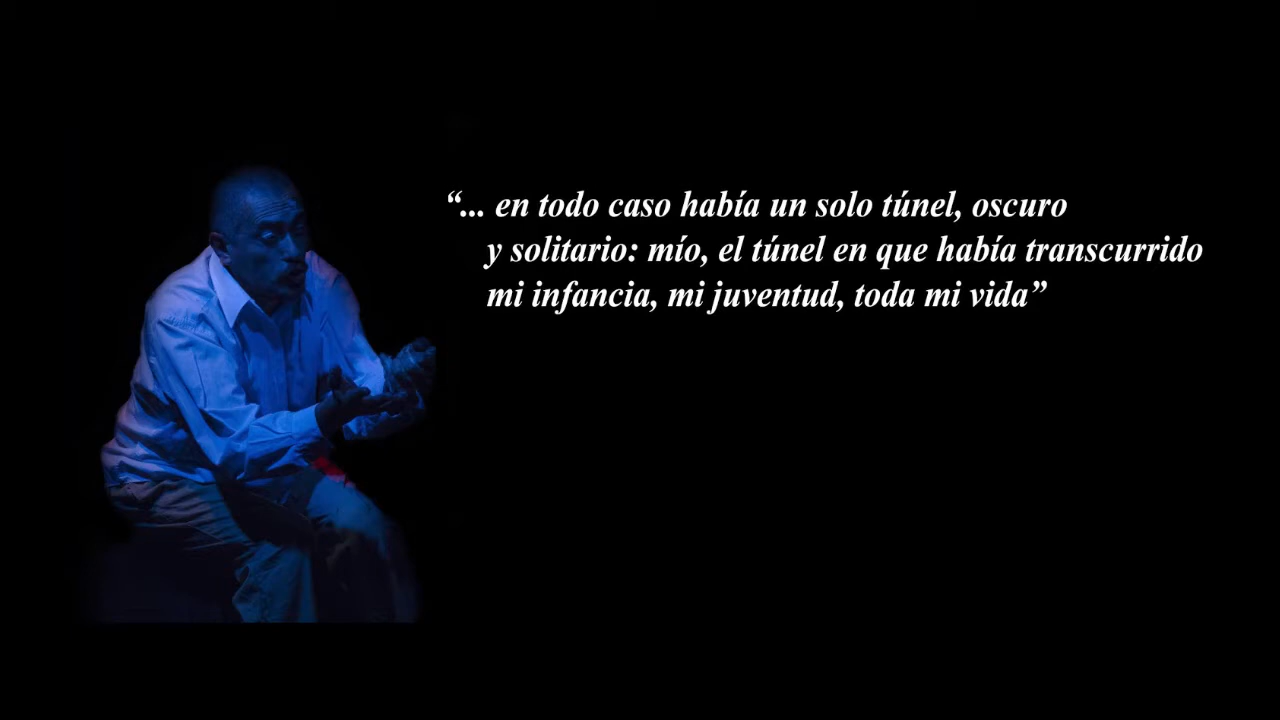 “... en todo caso había un solo túnel, oscuro
y solitario: mío, el túnel en que había transcurrido
mi infancia, mi juventud, toda mi vida”